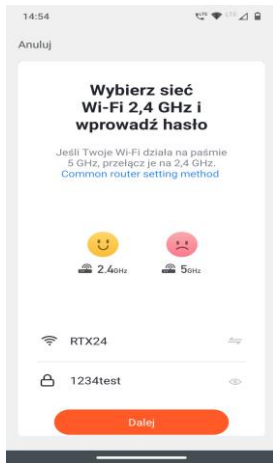 14:54
LTE
Anuluj
Wybierz sieć
Wi-Fi 2,4 GHz i
wprowadź hasło
Jeśli Twoje Wi-Fi działa na paśmie
5 GHz, przełącz je na 2,4 GHz.
Common router setting method
2.4GHz 5GHz
RTX24
1234test
Dalej